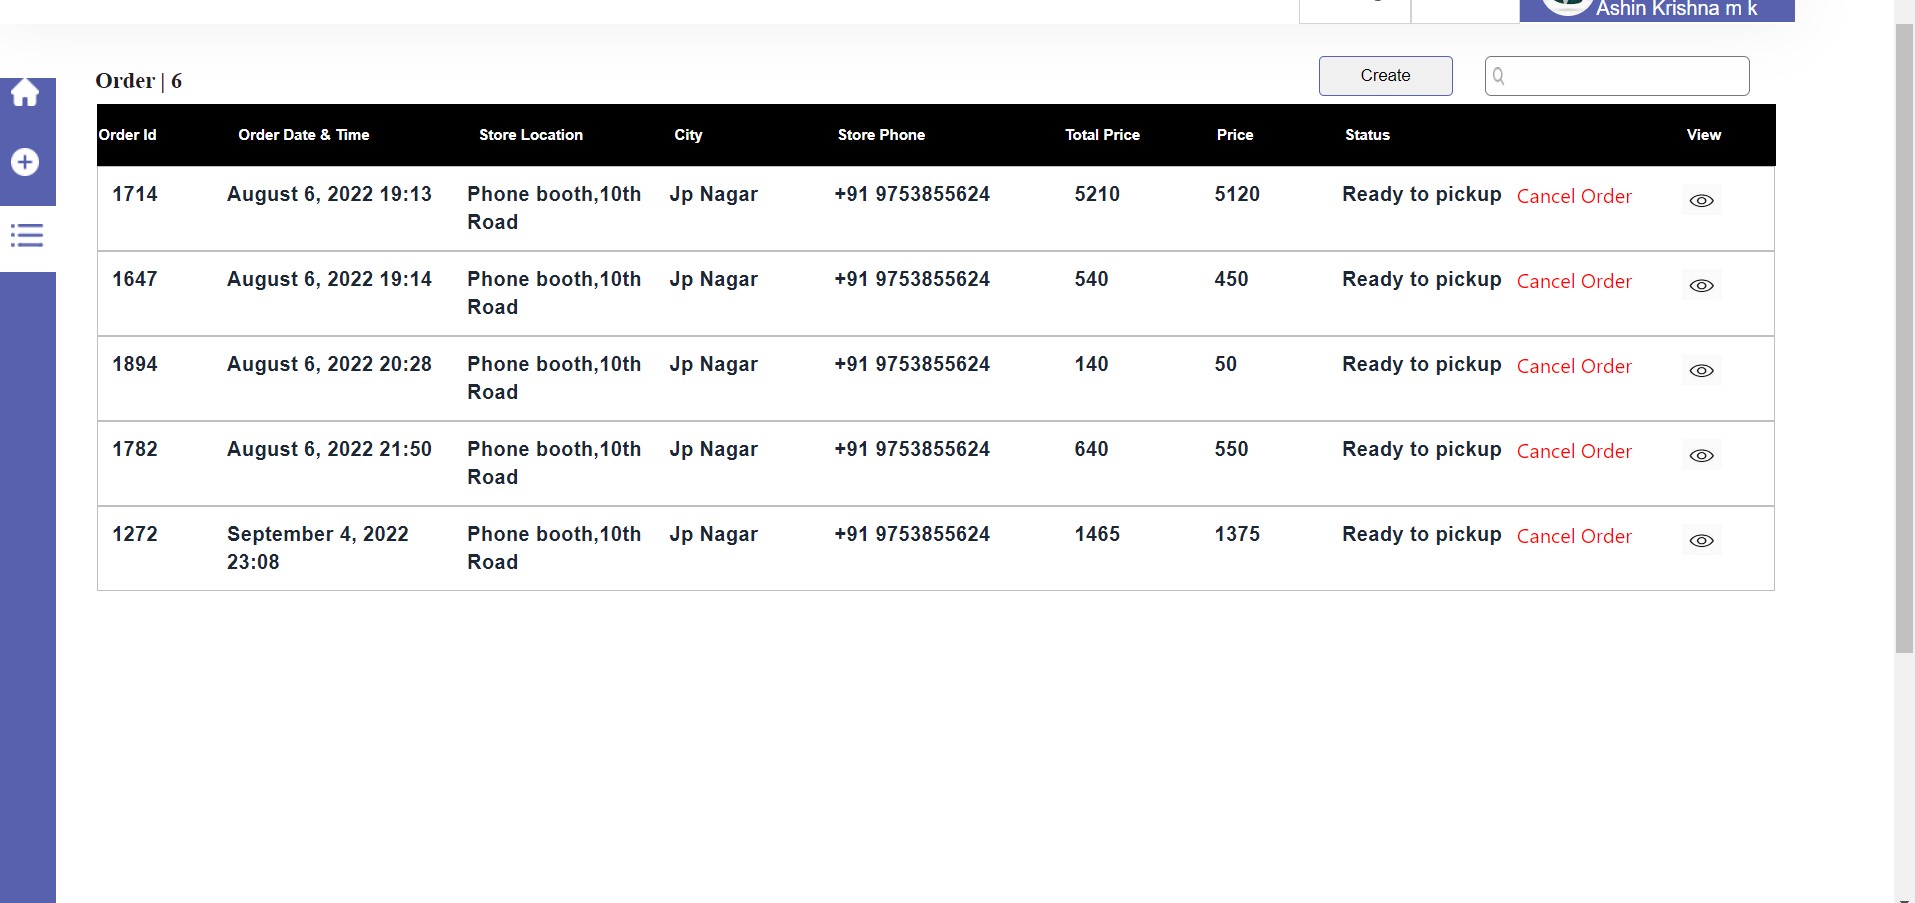 Ashin Krishna m k
Order | 6
Create
Order Id Order Date & Time Store Location City Store Phone Total Price Price Status View
1714 August 6, 2022 19:13 Phone booth,10th Road Jp Nagar +91 9753855624 5210 5120 Ready to pickup Cancel Order
1647 August 6, 2022 19:14 Phone booth,10th Road Jp Nagar +91 9753855624 540 450 Ready to pickup Cancel Order
1894 August 6, 2022 20:28 Phone booth,10th Road Jp Nagar +91 9753855624 140 50 Ready to pickup Cancel Order
1782 August 6, 2022 21:50 Phone booth,10th Road Jp Nagar +91 9753855624 640 550 Ready to pickup Cancel Order
1272 September 4, 2022 23:08 Phone booth,10th Road Jp Nagar +91 9753855624 1465 1375 Ready to pickup Cancel Order